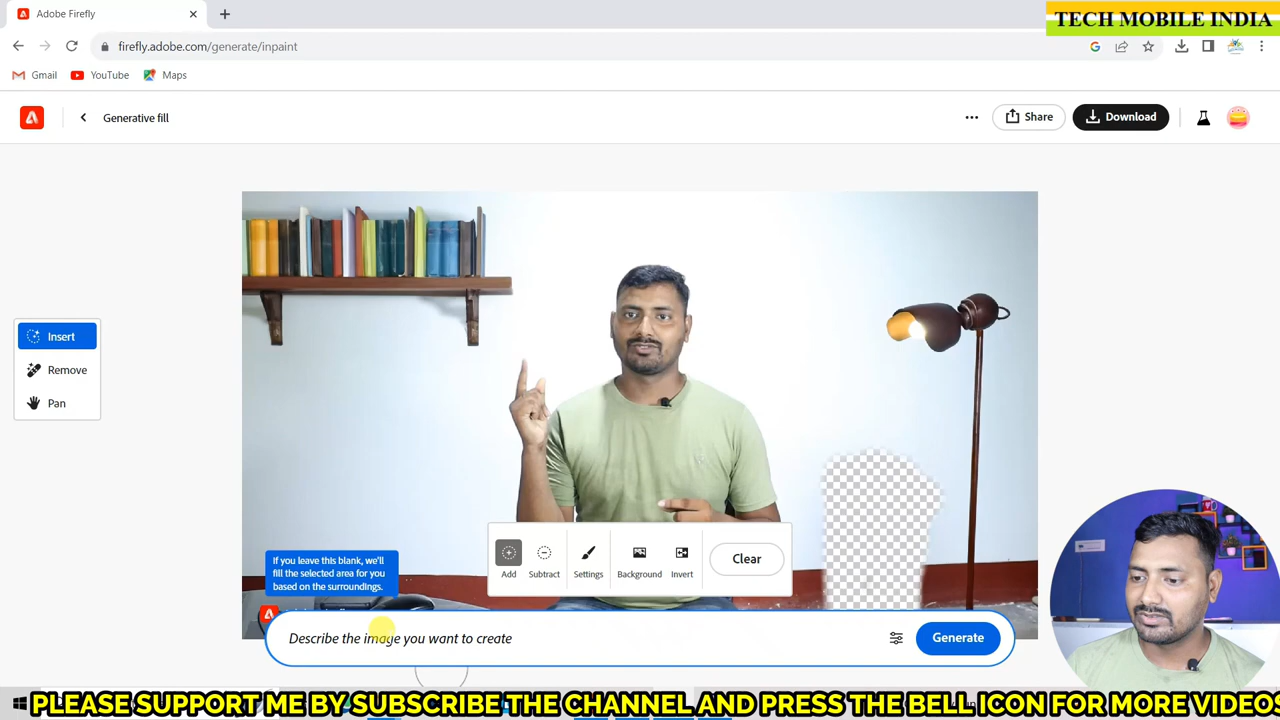 Adobe Firefly
TECH MOBILE INDIA
firefly.adobe.com/generate/inpaint
Gmail
YouTube
Maps
Generative fill
Share
Download
Insert
Remove
Pan
If you leave this blank, we'll
fill the selected area for you
based on the surroundings.
Add
Subtract
Settings
Background
Invert
Clear
Describe the image you want to create
Generate
PLEASE SUPPORT ME BY SUBSCRIBE THE CHANNEL AND PRESS THE BELL ICON FOR MORE VIDEOS